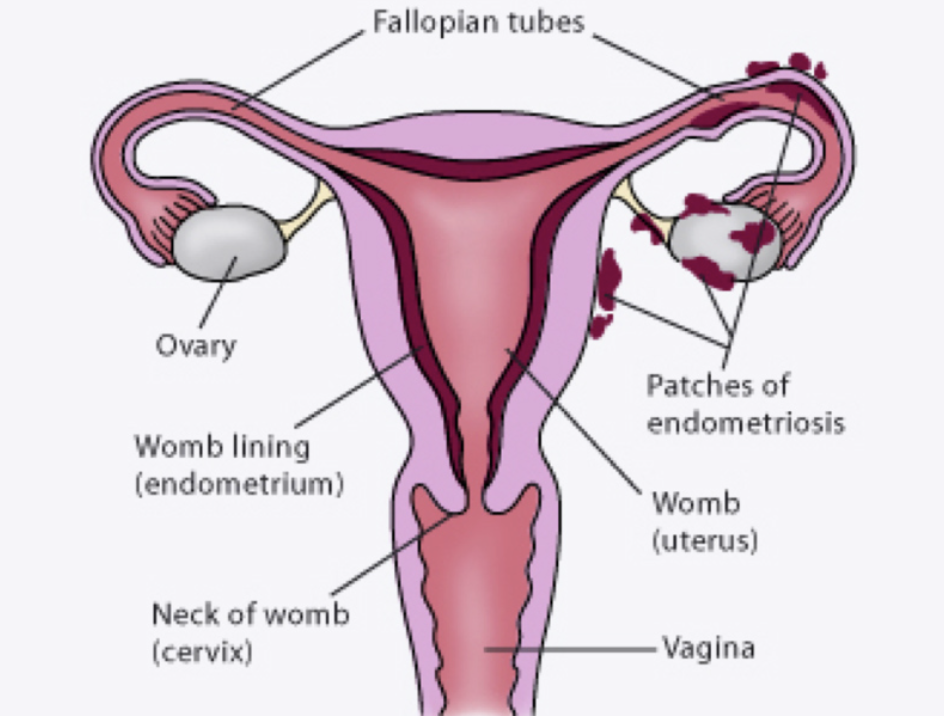 Fallopian tubes
Ovary
Patches of
endometriosis
Womb lining
(endometrium)
Womb
(uterus)
Neck of womb
(cervix)
Vagina